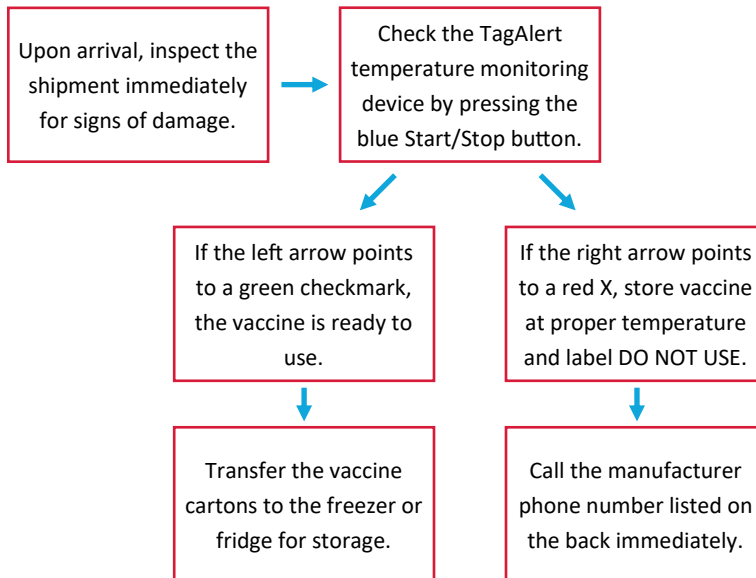 Upon arrival, inspect the
shipment immediately
for signs of damage.
Check the TagAlert
temperature monitoring
device by pressing the
blue Start/Stop button.
If the left arrow points
to a green checkmark,
the vaccine is ready to
use.
If the right arrow points
to a red X, store vaccine
at proper temperature
and label DO NOT USE.
Transfer the vaccine
cartons to the freezer or
fridge for storage.
Call the manufacturer
phone number listed on
the back immediately.